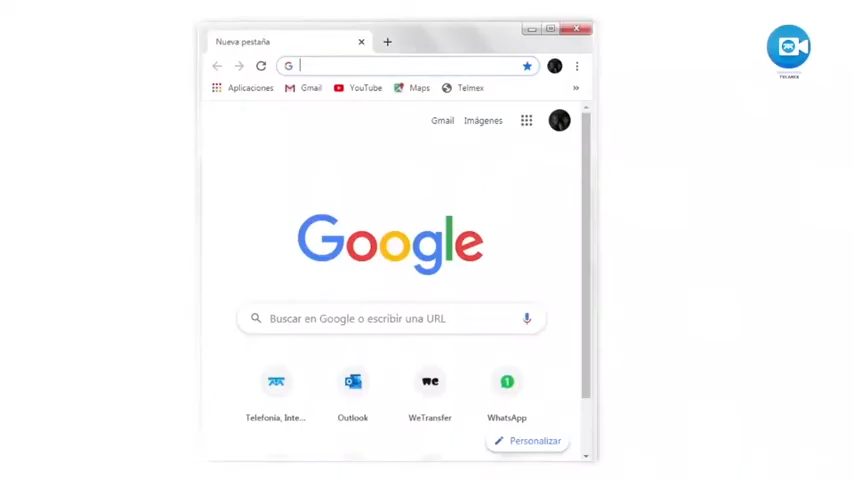 Nueva pestaña
Aplicaciones Gmail YouTube Maps Telmex
Gmail Imágenes
Google
Buscar en Google o escribir una URL
Telefonía, Inte... Outlook WeTransfer WhatsApp
Personalizar
TELMEX